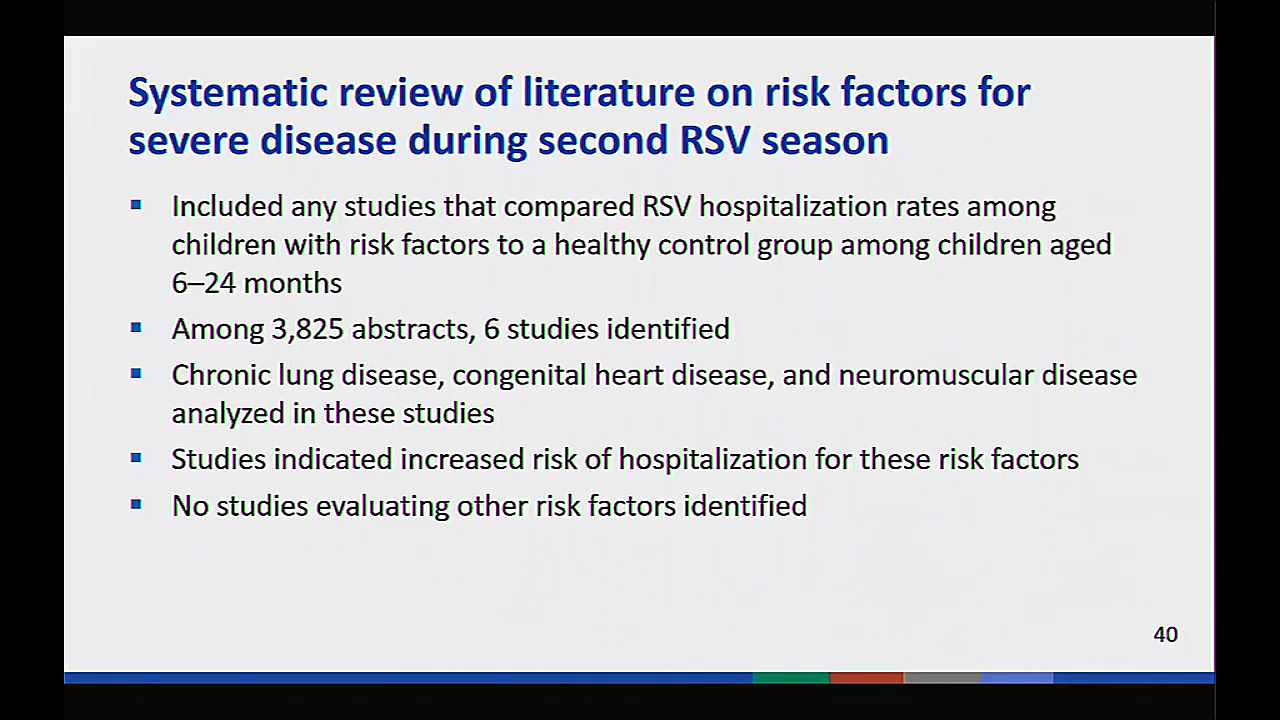 Systematic review of literature on risk factors for
severe disease during second RSV season
▪ Included any studies that compared RSV hospitalization rates among
children with risk factors to a healthy control group among children aged
6–24 months
▪ Among 3,825 abstracts, 6 studies identified
▪ Chronic lung disease, congenital heart disease, and neuromuscular disease
analyzed in these studies
▪ Studies indicated increased risk of hospitalization for these risk factors
▪ No studies evaluating other risk factors identified
40